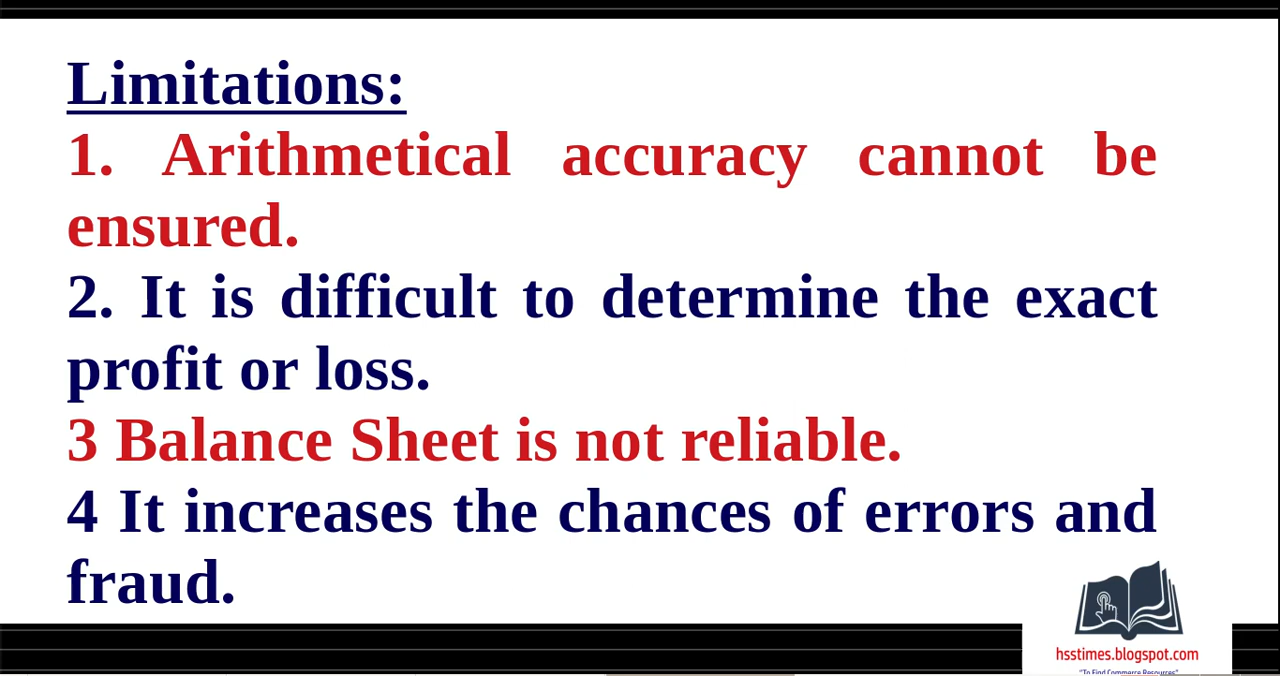 Limitations:
1. Arithmetical accuracy cannot be
ensured.
2. It is difficult to determine the exact
profit or loss.
3 Balance Sheet is not reliable.
4 It increases the chances of errors and
fraud.
hsstimes.blogspot.com
"To Find Commerce Resources"